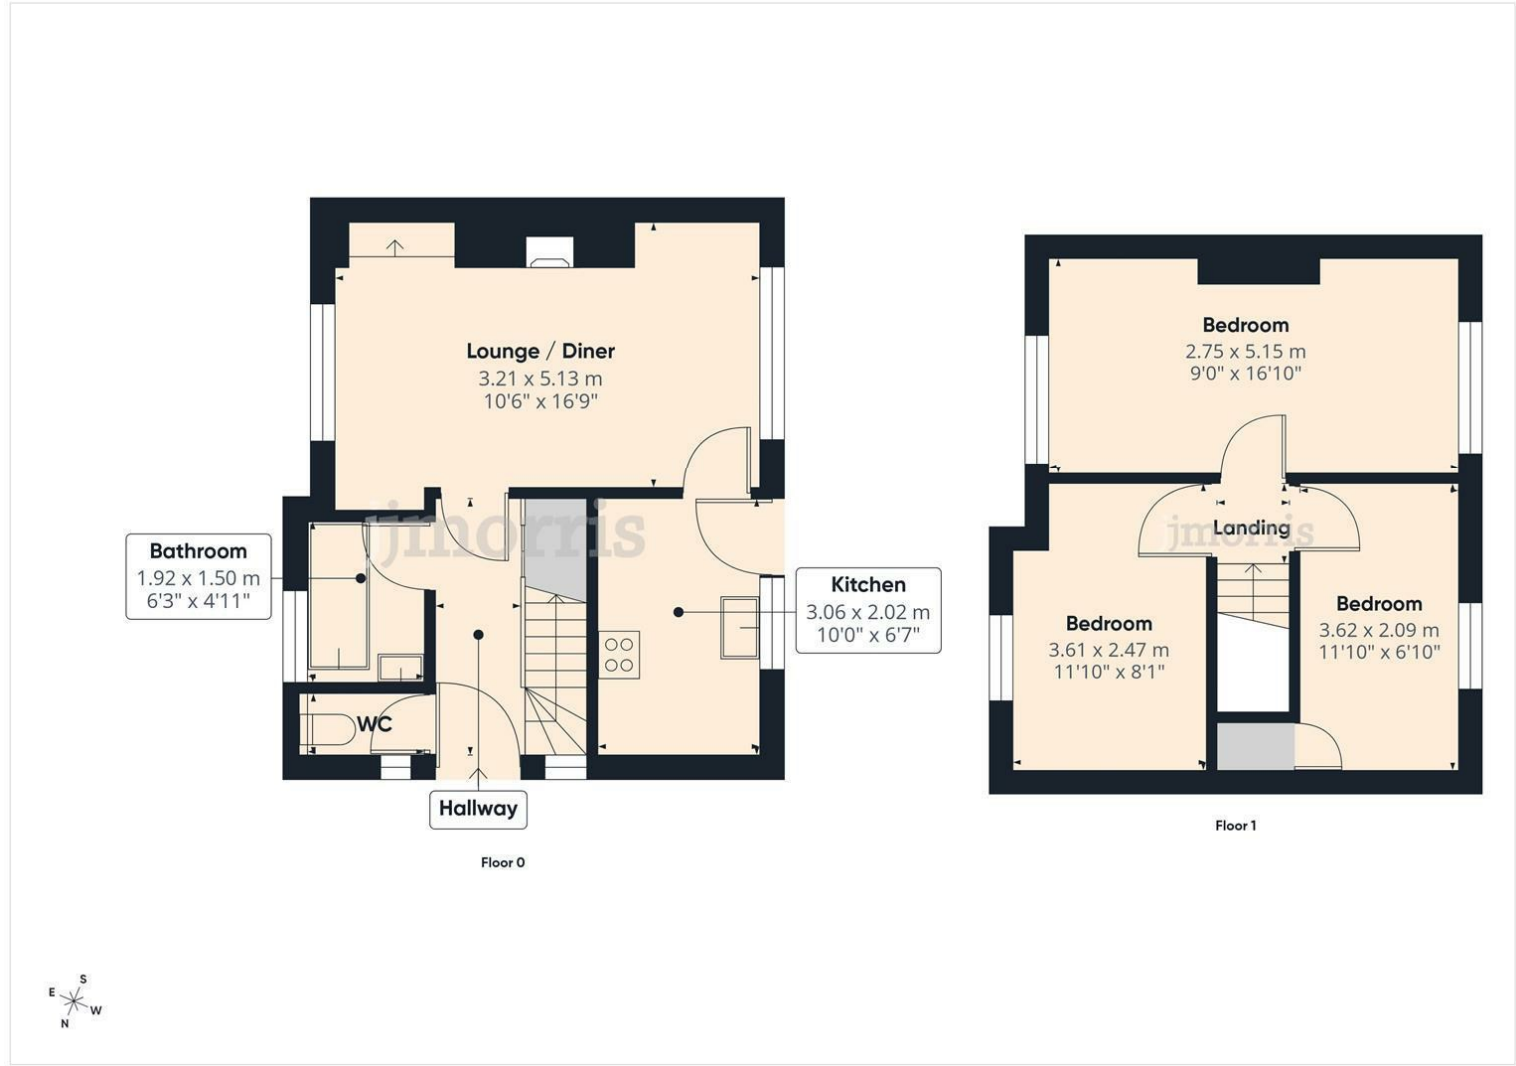 Lounge / Diner
3.21 x 5.13 m
10'6" x 16'9"
jjmorris
Bathroom
1.92 x 1.50 m
6'3" x 4'11"
Kitchen
3.06 x 2.02 m
10'0" x 6'7"
WC
Hallway
Floor 0
Bedroom
2.75 x 5.15 m
9'0" x 16'10"
jjmorris
Landing
Bedroom
3.61 x 2.47 m
11'10" x 8'1"
Bedroom
3.62 x 2.09 m
11'10" x 6'10"
Floor 1
S
E
W
N